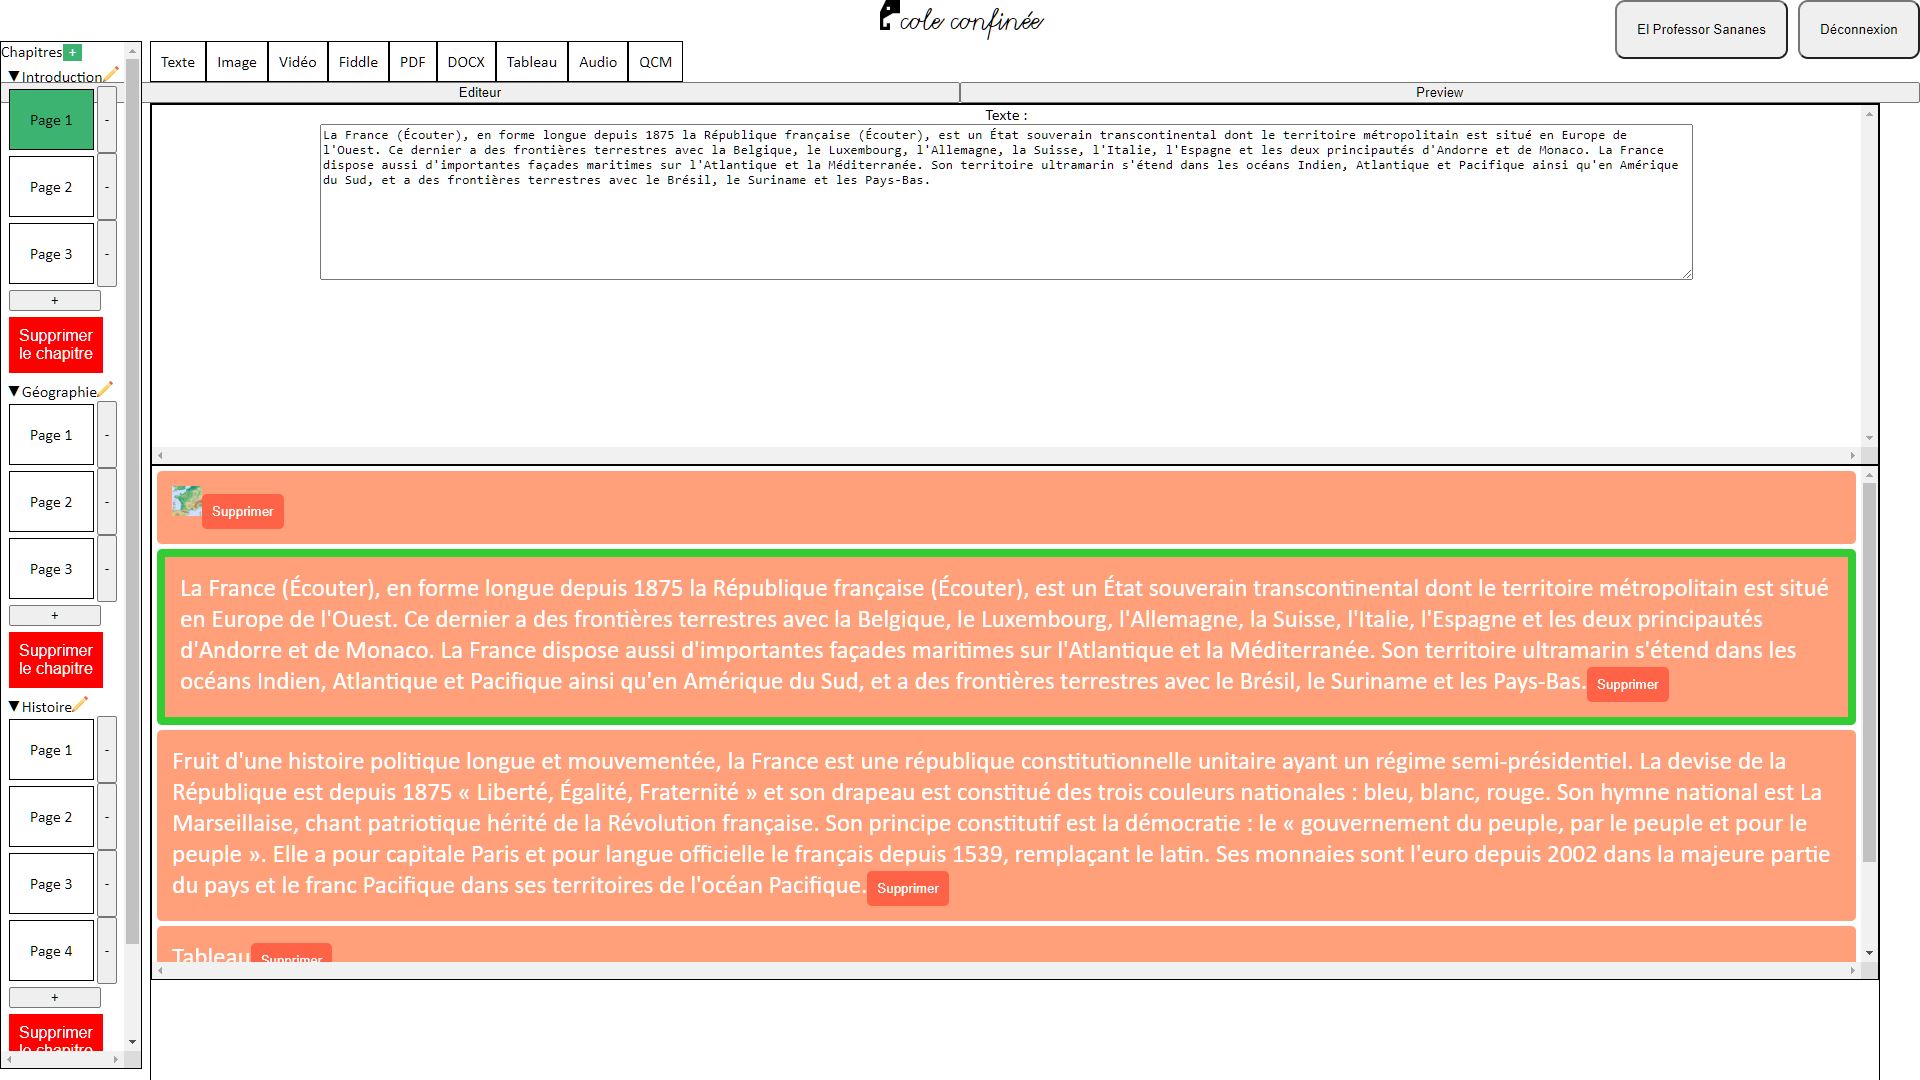 cole confinée
El Professor Sananes
Déconnexion
Chapitres +
Introduction
Page 1 -
Page 2 -
Page 3 -
+
Supprimer
le chapitre
Géographie
Page 1 -
Page 2 -
Page 3 -
+
Supprimer
le chapitre
Histoire
Page 1 -
Page 2 -
Page 3 -
Page 4 -
+
Supprimer
le chapitre
Texte Image Vidéo Fiddle PDF DOCX Tableau Audio QCM
Editeur Preview
Texte :
La France (Écouter), en forme longue depuis 1875 la République française (Écouter), est un État souverain transcontinental dont le territoire métropolitain est situé en Europe de
l'Ouest. Ce dernier a des frontières terrestres avec la Belgique, le Luxembourg, l'Allemagne, la Suisse, l'Italie, l'Espagne et les deux principautés d'Andorre et de Monaco. La France
dispose aussi d'importantes façades maritimes sur l'Atlantique et la Méditerranée. Son territoire ultramarin s'étend dans les océans Indien, Atlantique et Pacifique ainsi qu'en Amérique
du Sud, et a des frontières terrestres avec le Brésil, le Suriname et les Pays-Bas.
Supprimer
La France (Écouter), en forme longue depuis 1875 la République française (Écouter), est un État souverain transcontinental dont le territoire métropolitain est situé
en Europe de l'Ouest. Ce dernier a des frontières terrestres avec la Belgique, le Luxembourg, l'Allemagne, la Suisse, l'Italie, l'Espagne et les deux principautés
d'Andorre et de Monaco. La France dispose aussi d'importantes façades maritimes sur l'Atlantique et la Méditerranée. Son territoire ultramarin s'étend dans les
océans Indien, Atlantique et Pacifique ainsi qu'en Amérique du Sud, et a des frontières terrestres avec le Brésil, le Suriname et les Pays-Bas. Supprimer
Fruit d'une histoire politique longue et mouvementée, la France est une république constitutionnelle unitaire ayant un régime semi-présidentiel. La devise de la
République est depuis 1875 « Liberté, Égalité, Fraternité » et son drapeau est constitué des trois couleurs nationales : bleu, blanc, rouge. Son hymne national est La
Marseillaise, chant patriotique hérité de la Révolution française. Son principe constitutif est la démocratie : le « gouvernement du peuple, par le peuple et pour le
peuple ». Elle a pour capitale Paris et pour langue officielle le français depuis 1539, remplaçant le latin. Ses monnaies sont l'euro depuis 2002 dans la majeure partie
du pays et le franc Pacifique dans ses territoires de l'océan Pacifique. Supprimer
Tableau Supprimer